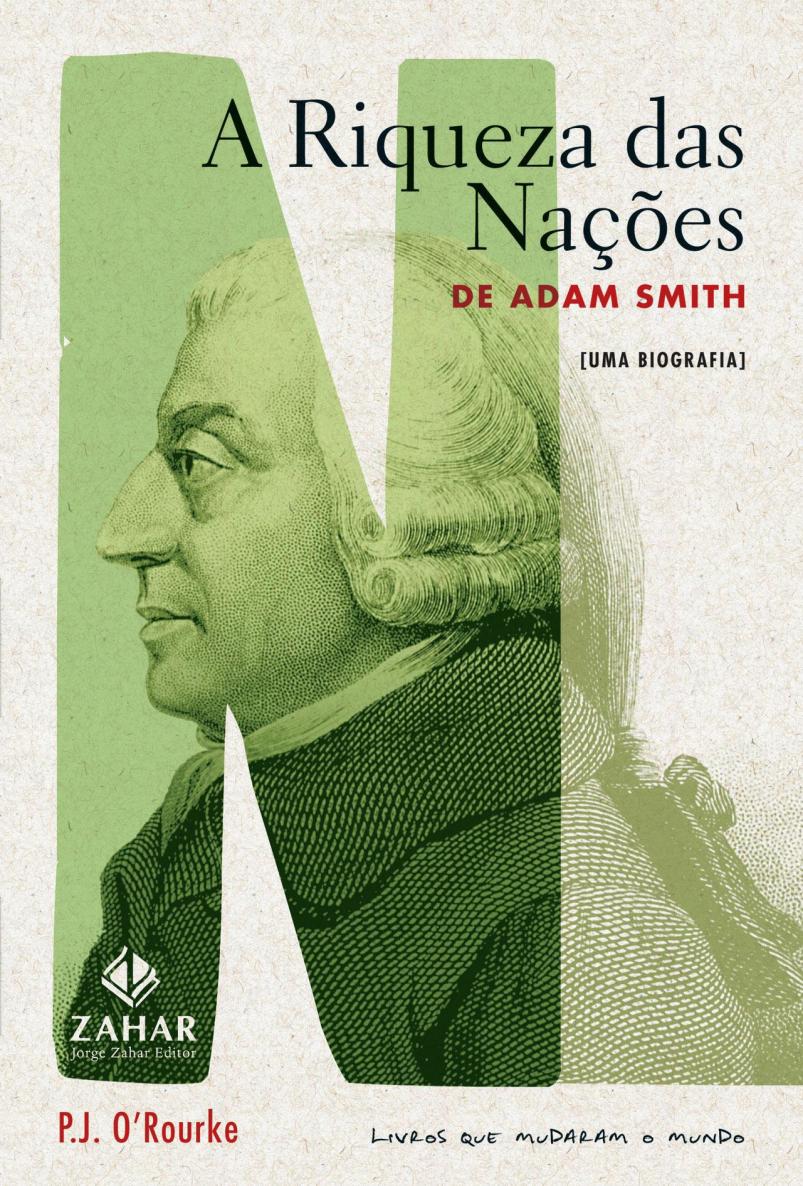 A Riqueza das
Nações
DE ADAM SMITH
[UMA BIOGRAFIA]
ZAHAR
Jorge Zahar Editor
P.J. O'Rourke
LIVROS QUE MUDARAM O MUNDO